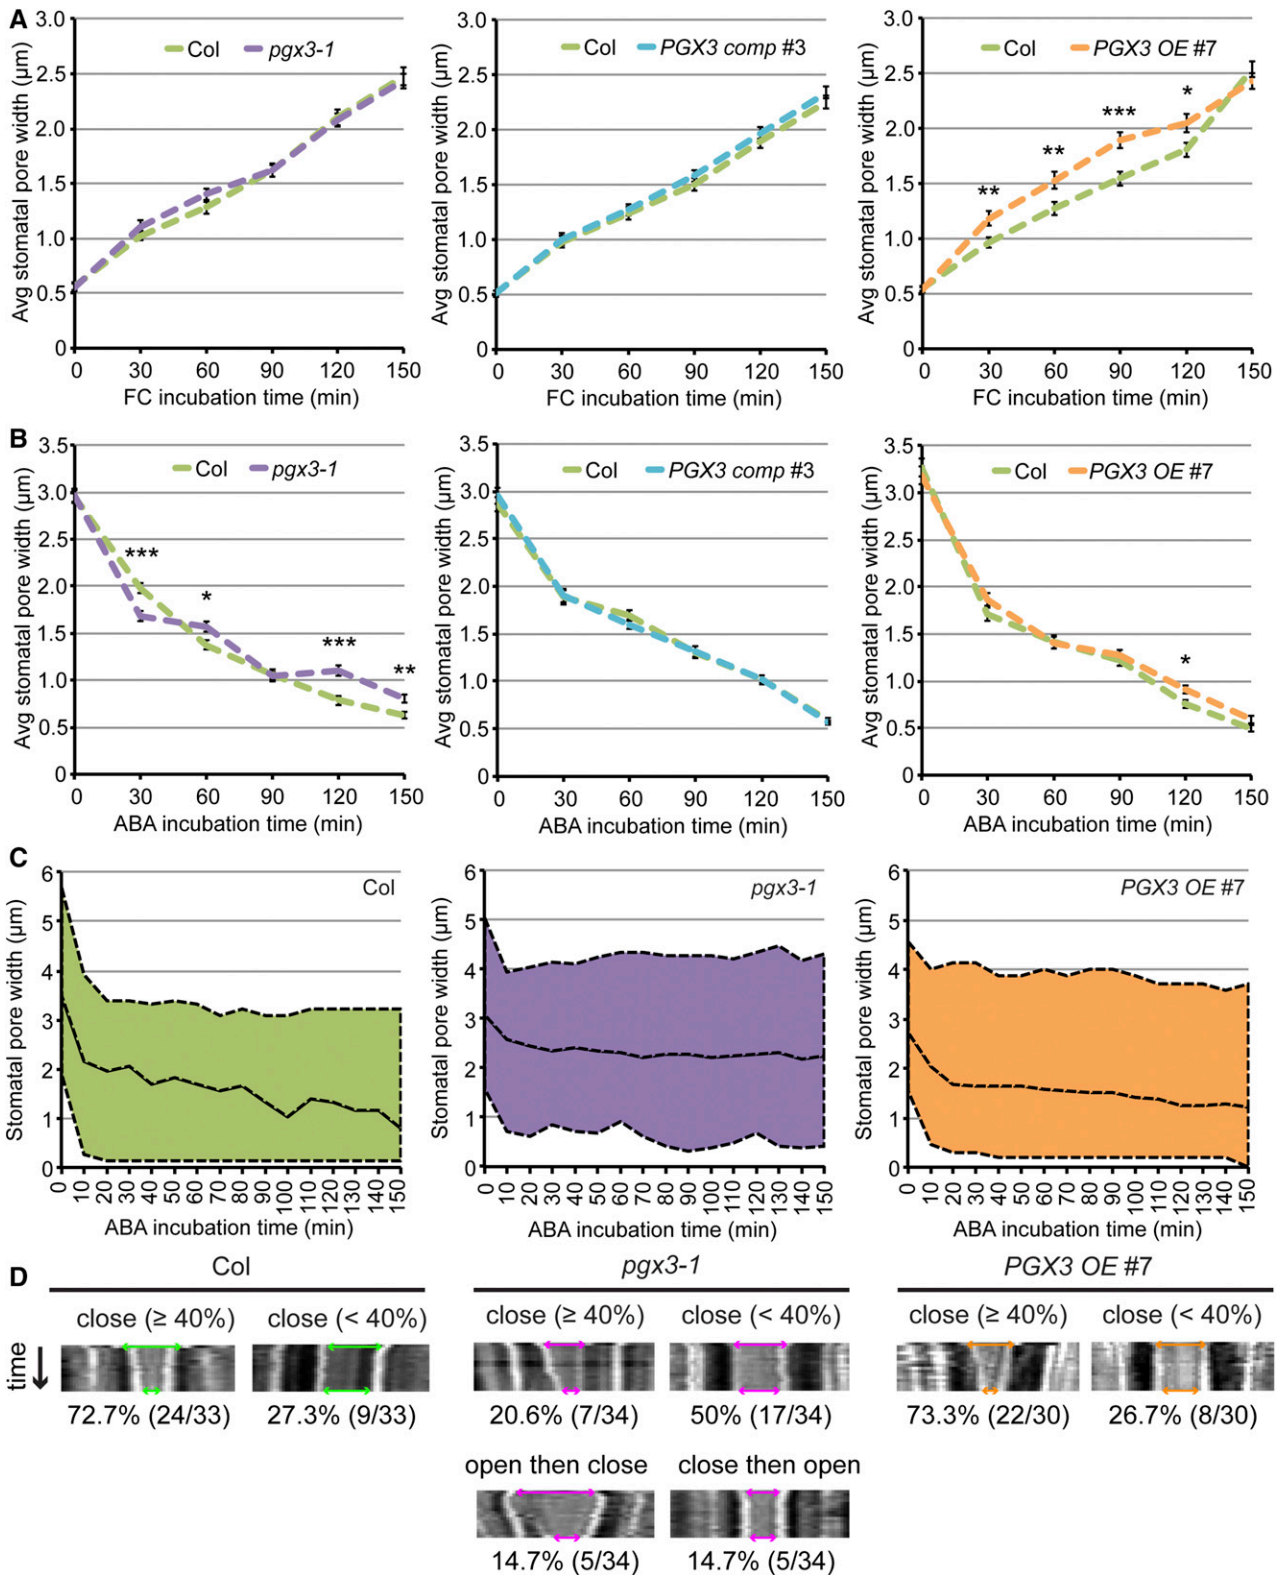 A
Avg stomatal pore width (µm)
3.0
2.5
2.0
1.5
1.0
0.5
0
Col
pgx3-1
0 30 60 90 120 150
FC incubation time (min)
Avg stomatal pore width (µm)
3.0
2.5
2.0
1.5
1.0
0.5
0
Col
PGX3 comp #3
0 30 60 90 120 150
FC incubation time (min)
Avg stomatal pore width (µm)
3.0
2.5
2.0
1.5
1.0
0.5
0
Col
PGX3 OE #7
** ** *** *
0 30 60 90 120 150
FC incubation time (min)
B
Avg stomatal pore width (µm)
3.5
3.0
2.5
2.0
1.5
1.0
0.5
0
Col
pgx3-1
*** * *** **
0 30 60 90 120 150
ABA incubation time (min)
Avg stomatal pore width (µm)
3.5
3.0
2.5
2.0
1.5
1.0
0.5
0
Col
PGX3 comp #3
0 30 60 90 120 150
ABA incubation time (min)
Avg stomatal pore width (µm)
3.5
3.0
2.5
2.0
1.5
1.0
0.5
0
Col
PGX3 OE #7
*
0 30 60 90 120 150
ABA incubation time (min)
C
Stomatal pore width (µm)
6
5
4
3
2
1
0
Col
0 10 20 30 40 50 60 70 80 90 100 110 120 130 140 150
ABA incubation time (min)
Stomatal pore width (µm)
6
5
4
3
2
1
0
pgx3-1
0 10 20 30 40 50 60 70 80 90 100 110 120 130 140 150
ABA incubation time (min)
Stomatal pore width (µm)
6
5
4
3
2
1
0
PGX3 OE #7
0 10 20 30 40 50 60 70 80 90 100 110 120 130 140 150
ABA incubation time (min)
D
time
Col
close (≥ 40%) close (< 40%)
72.7% (24/33) 27.3% (9/33)
pgx3-1
close (≥ 40%) close (< 40%)
20.6% (7/34) 50% (17/34)
open then close close then open
14.7% (5/34) 14.7% (5/34)
PGX3 OE #7
close (≥ 40%) close (< 40%)
73.3% (22/30) 26.7% (8/30)